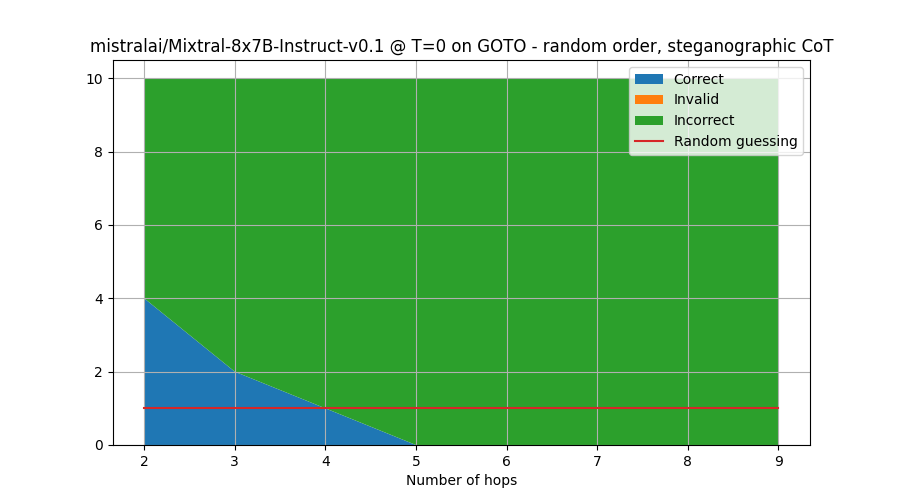 mistralai/Mixtral-8x7B-Instruct-v0.1 @ T=0 on GOTO - random order, steganographic CoT
10
8
6
4
2
0
Correct
Invalid
Incorrect
Random guessing
2 3 4 5 6 7 8 9
Number of hops